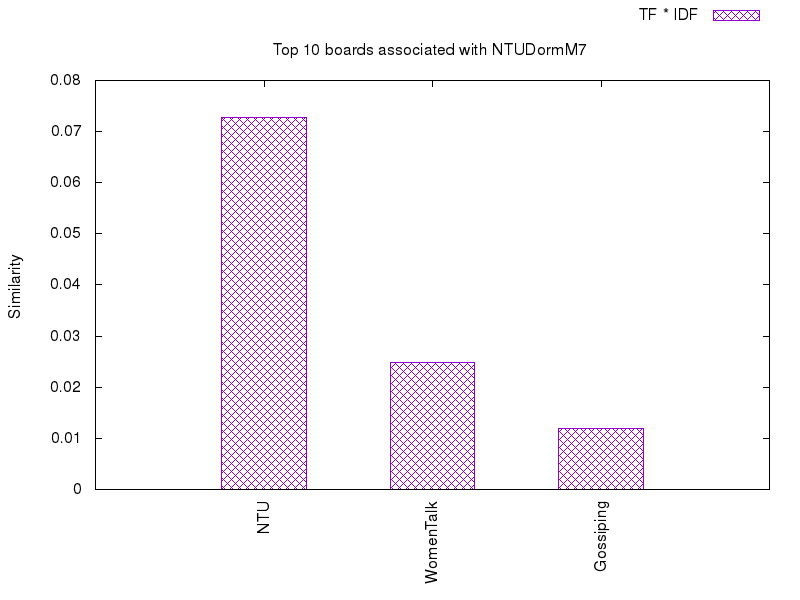 TF * IDF
Top 10 boards associated with NTUDormM7
0.08
0.07
0.06
0.05
0.04
0.03
0.02
0.01
0
Similarity
NTU
WomenTalk
Gossiping